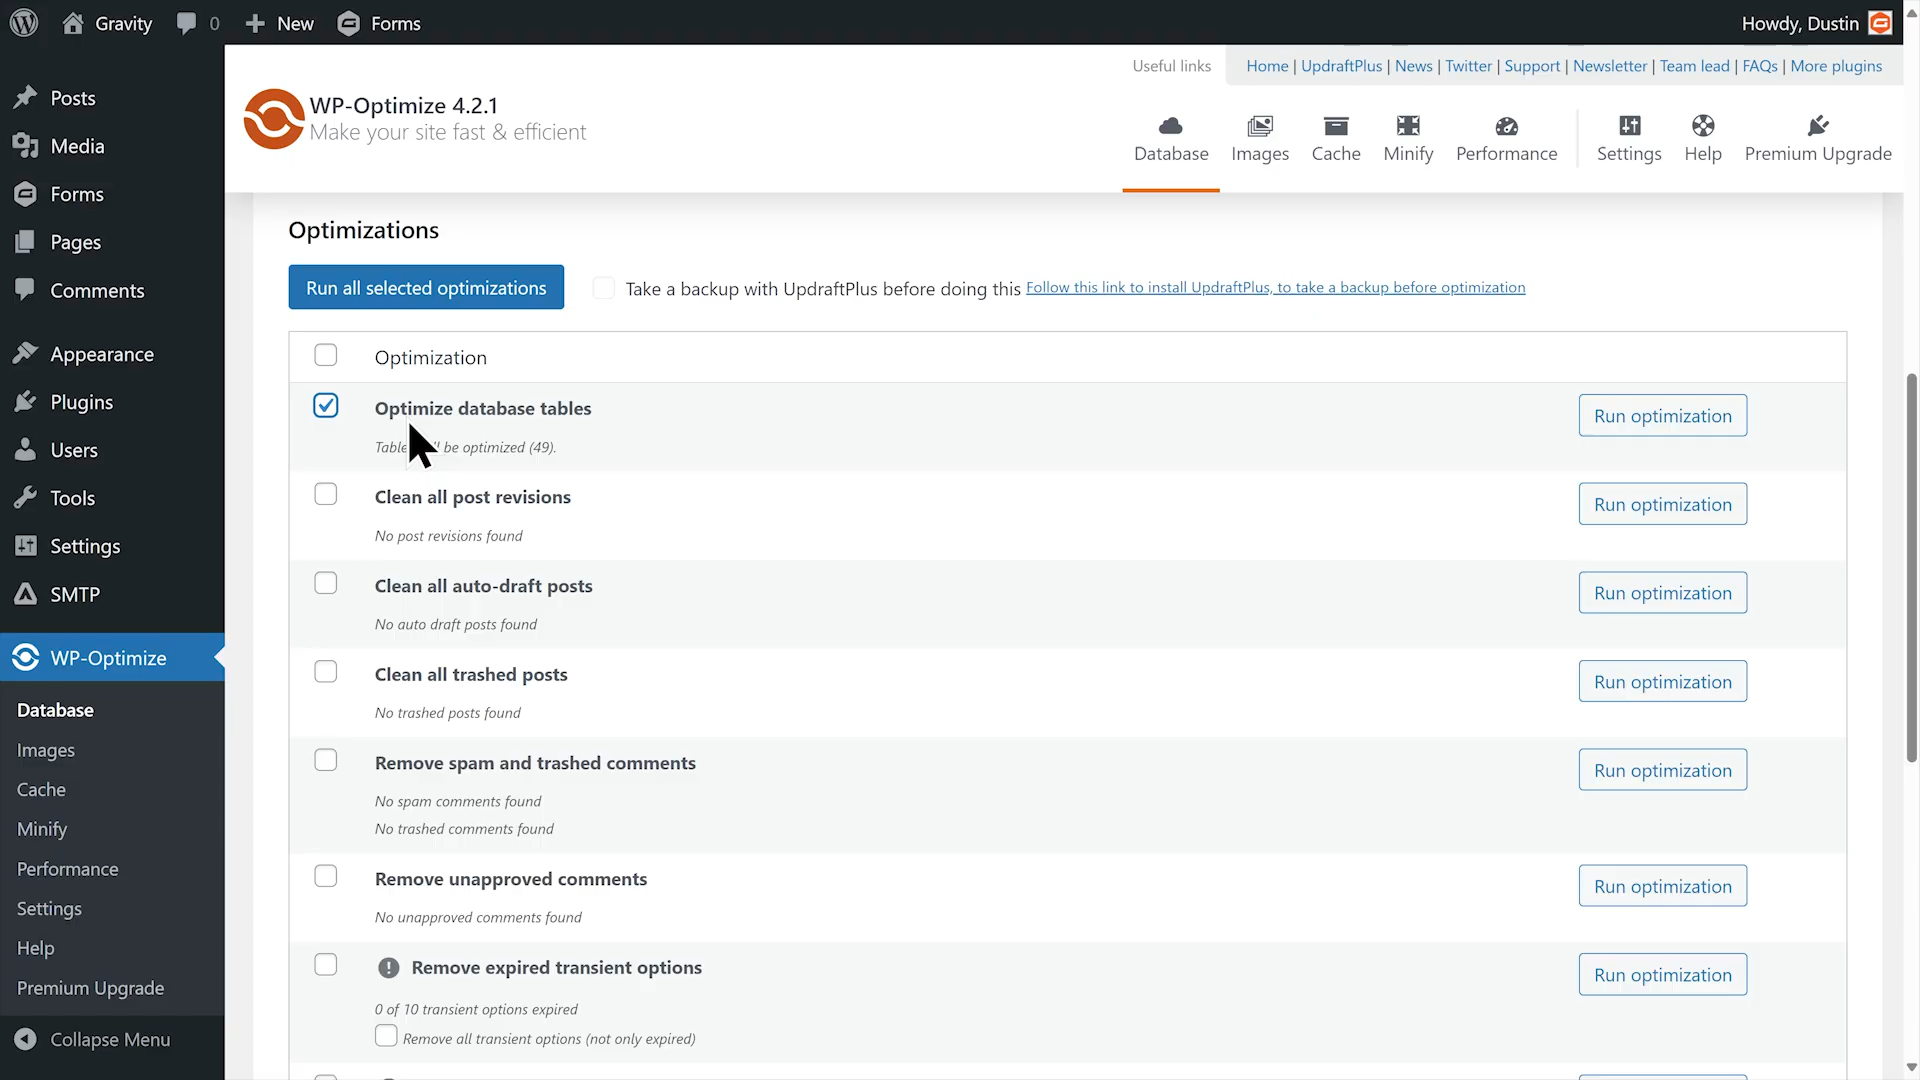 Gravity
0
New
Forms
Howdy, Dustin
Posts
Media
Forms
Pages
Comments
Appearance
Plugins
Users
Tools
Settings
SMTP
WP-Optimize
Database
Images
Cache
Minify
Performance
Settings
Help
Premium Upgrade
Collapse Menu
Useful links
Home | UpdraftPlus | News | Twitter | Support | Newsletter | Team lead | FAQs | More plugins
WP-Optimize 4.2.1
Make your site fast & efficient
Database
Images
Cache
Minify
Performance
Settings
Help
Premium Upgrade
Optimizations
Run all selected optimizations
Take a backup with UpdraftPlus before doing this Follow this link to install UpdraftPlus, to take a backup before optimization
Optimization
Optimize database tables
Run optimization
be optimized (49).
Clean all post revisions
Run optimization
No post revisions found
Clean all auto-draft posts
Run optimization
No auto draft posts found
Clean all trashed posts
Run optimization
No trashed posts found
Remove spam and trashed comments
Run optimization
No spam comments found
No trashed comments found
Remove unapproved comments
Run optimization
No unapproved comments found
Remove expired transient options
Run optimization
0 of 10 transient options expired
Remove all transient options (not only expired)